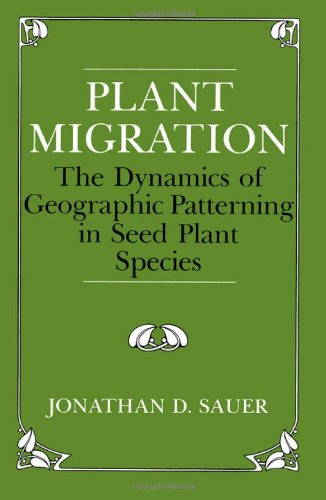 PLANT
MIGRATION
The Dynamics of
Geographic Patterning
in Seed Plant
Species
JONATHAN D. SAUER